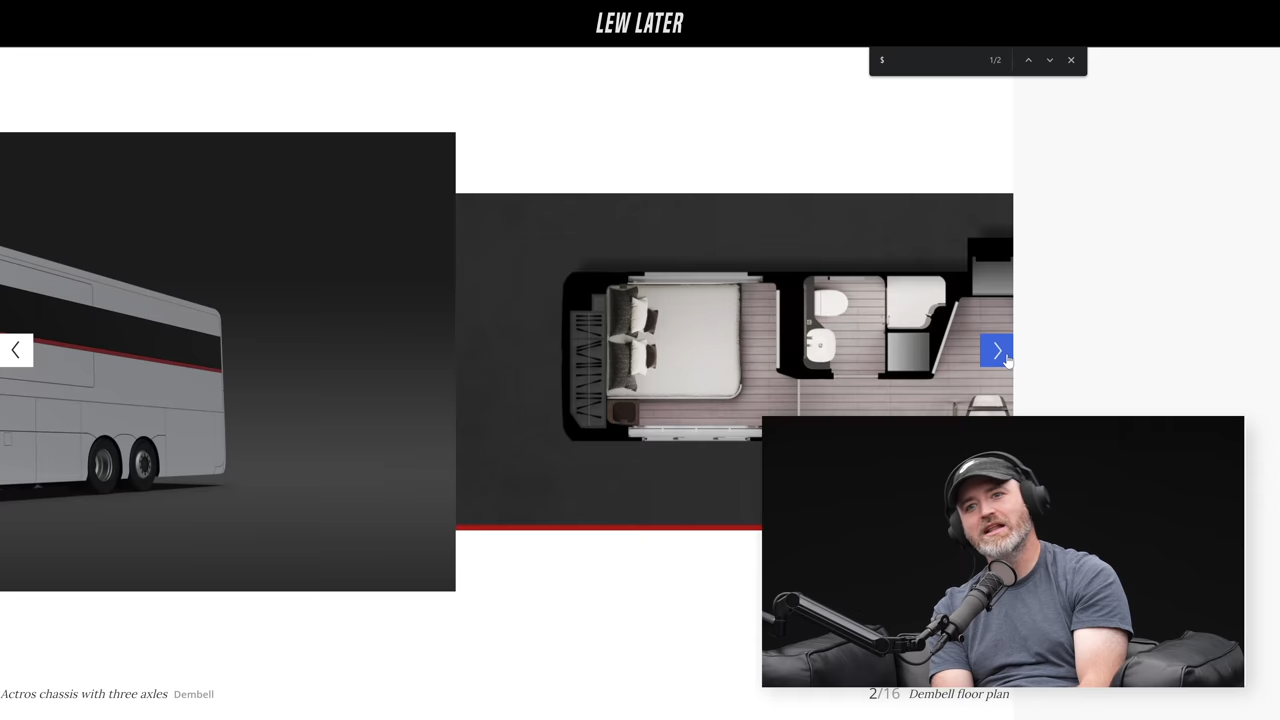 LEW LATER
$ 1/2
Actros chassis with three axles Dembell
2/16 Dembell floor plan